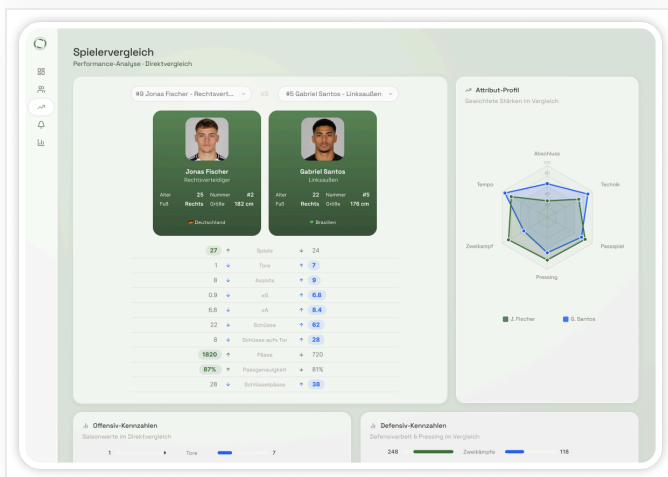 Spielervergleich
Performance-Analyse · Direktvergleich
#9 Jonas Fischer - Rechtsvert...
VS
#5 Gabriel Santos - Linksaußen
Jonas Fischer
Rechtsverteidiger
Alter 25 Nummer #2
Fuß Rechts Größe 182 cm
Deutschland
Gabriel Santos
Linksaußen
Alter 22 Nummer #5
Fuß Rechts Größe 176 cm
Brasilien
27 ↑ Spiele ↓ 24
1 ↓ Tore ↑ 7
8 ↓ Assists ↑ 9
0.9 ↓ xG ↑ 6.8
6.8 ↓ xA ↑ 8.4
22 ↓ Schüsse ↑ 62
8 ↓ Schüsse aufs Tor ↑ 28
1820 ↑ Pässe ↓ 720
87% ↑ Passgenauigkeit ↓ 81%
28 ↓ Schlüsselpässe ↑ 38
Attribut-Profil
Gewichtete Stärken im Vergleich
Abschluss
Technik
Passspiel
Pressing
Zweikampf
Tempo
J. Fischer
G. Santos
Offensiv-Kennzahlen
Saisonwerte im Direktvergleich
1 Tore 7
Defensiv-Kennzahlen
Defensivarbeit & Pressing im Vergleich
248 Zweikämpfe 118